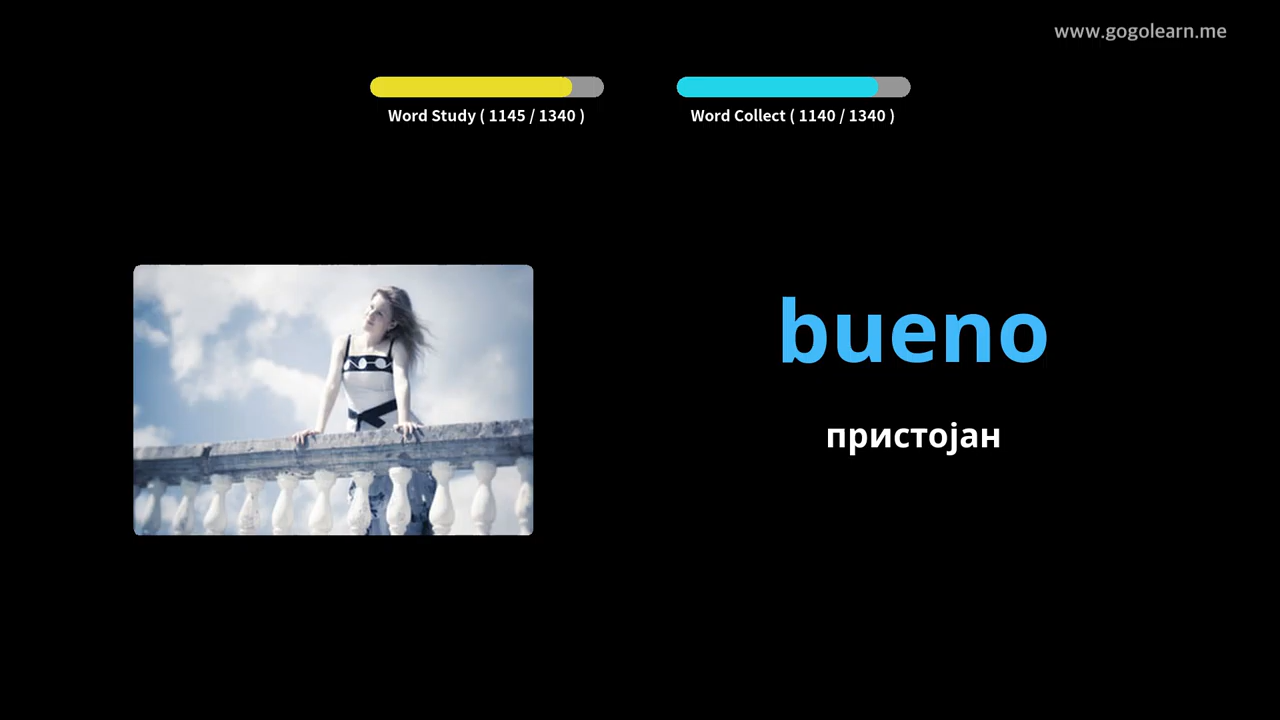 www.gogolearn.me
Word Study ( 1145 / 1340 )
Word Collect ( 1140 / 1340 )
bueno
пристојан